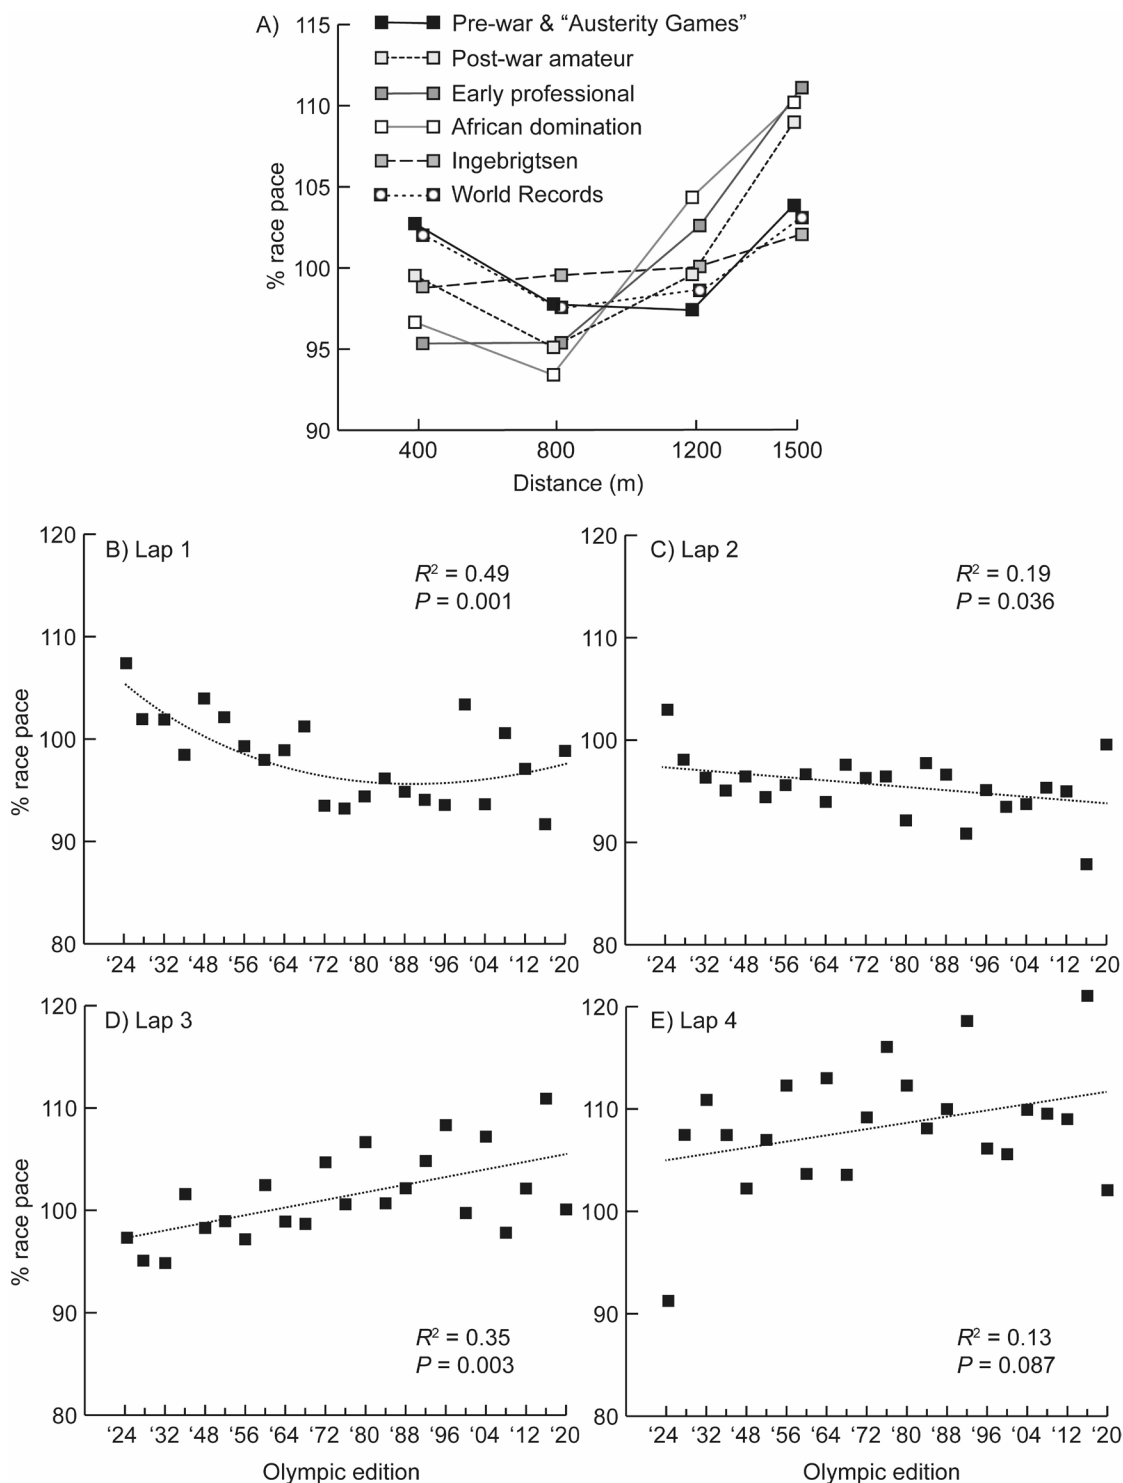 A)
115
110
105
100
95
90
% race pace
Pre-war & “Austerity Games”
Post-war amateur
Early professional
African domination
Ingebrigtsen
World Records
400 800 1200 1500
Distance (m)
B) Lap 1
R² = 0.49
P = 0.001
120
110
100
90
80
% race pace
‘24 ‘32 ‘48 ‘56 ‘64 ‘72 ‘80 ‘88 ‘96 ‘04 ‘12 ‘20
C) Lap 2
R² = 0.19
P = 0.036
120
110
100
90
80
‘24 ‘32 ‘48 ‘56 ‘64 ‘72 ‘80 ‘88 ‘96 ‘04 ‘12 ‘20
D) Lap 3
120
110
100
90
80
% race pace
R² = 0.35
P = 0.003
‘24 ‘32 ‘48 ‘56 ‘64 ‘72 ‘80 ‘88 ‘96 ‘04 ‘12 ‘20
Olympic edition
E) Lap 4
120
110
100
90
80
R² = 0.13
P = 0.087
‘24 ‘32 ‘48 ‘56 ‘64 ‘72 ‘80 ‘88 ‘96 ‘04 ‘12 ‘20
Olympic edition